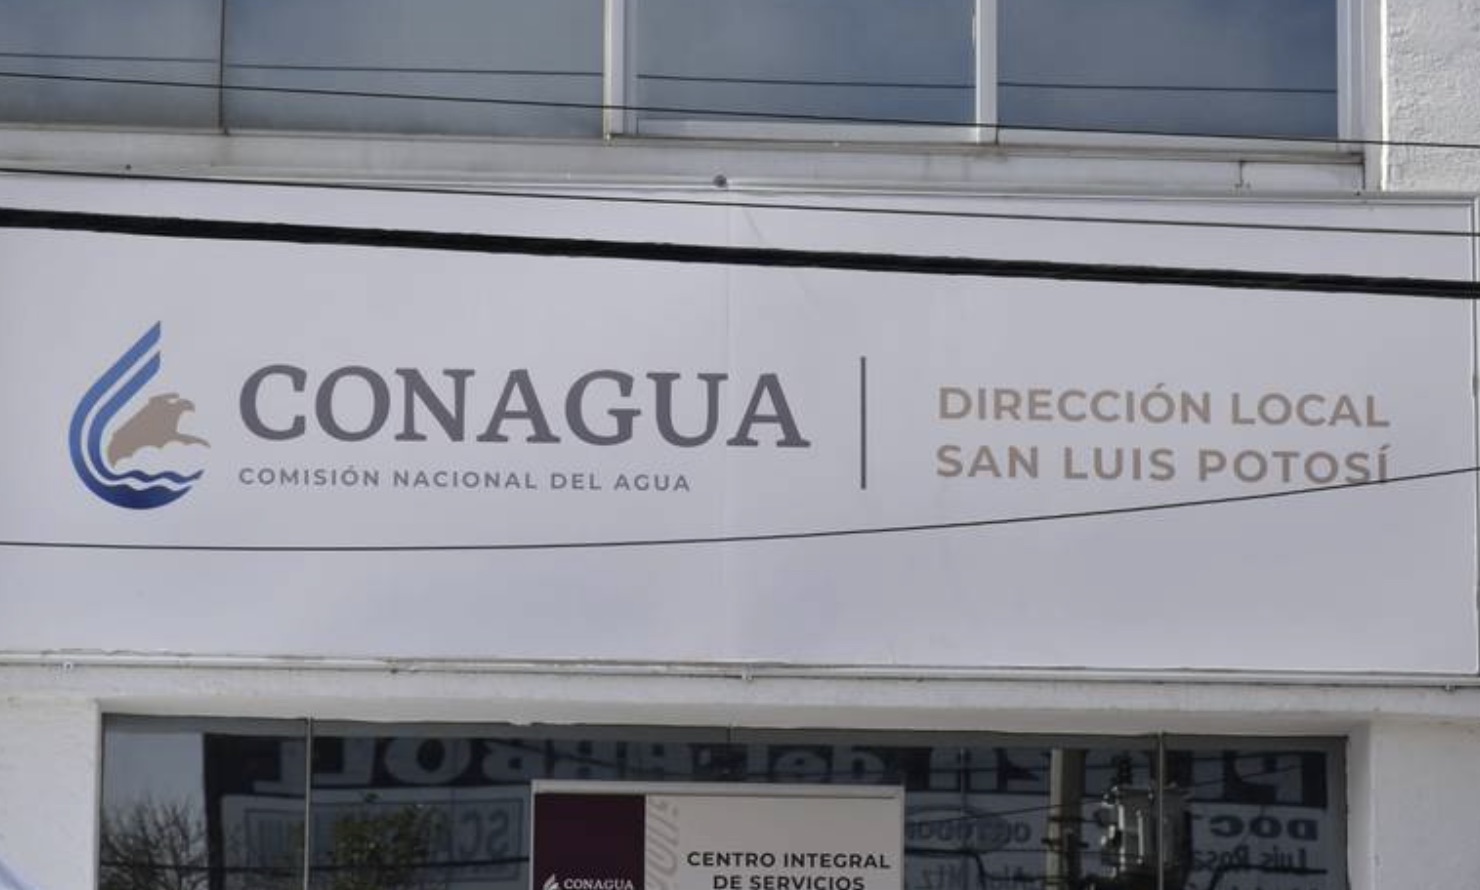 CONAGUA
COMISIÓN NACIONAL DEL AGUA
DIRECCIÓN LOCAL
SAN LUIS POTOSÍ
CONAGUA
CENTRO INTEGRAL
DE SERVICIOS